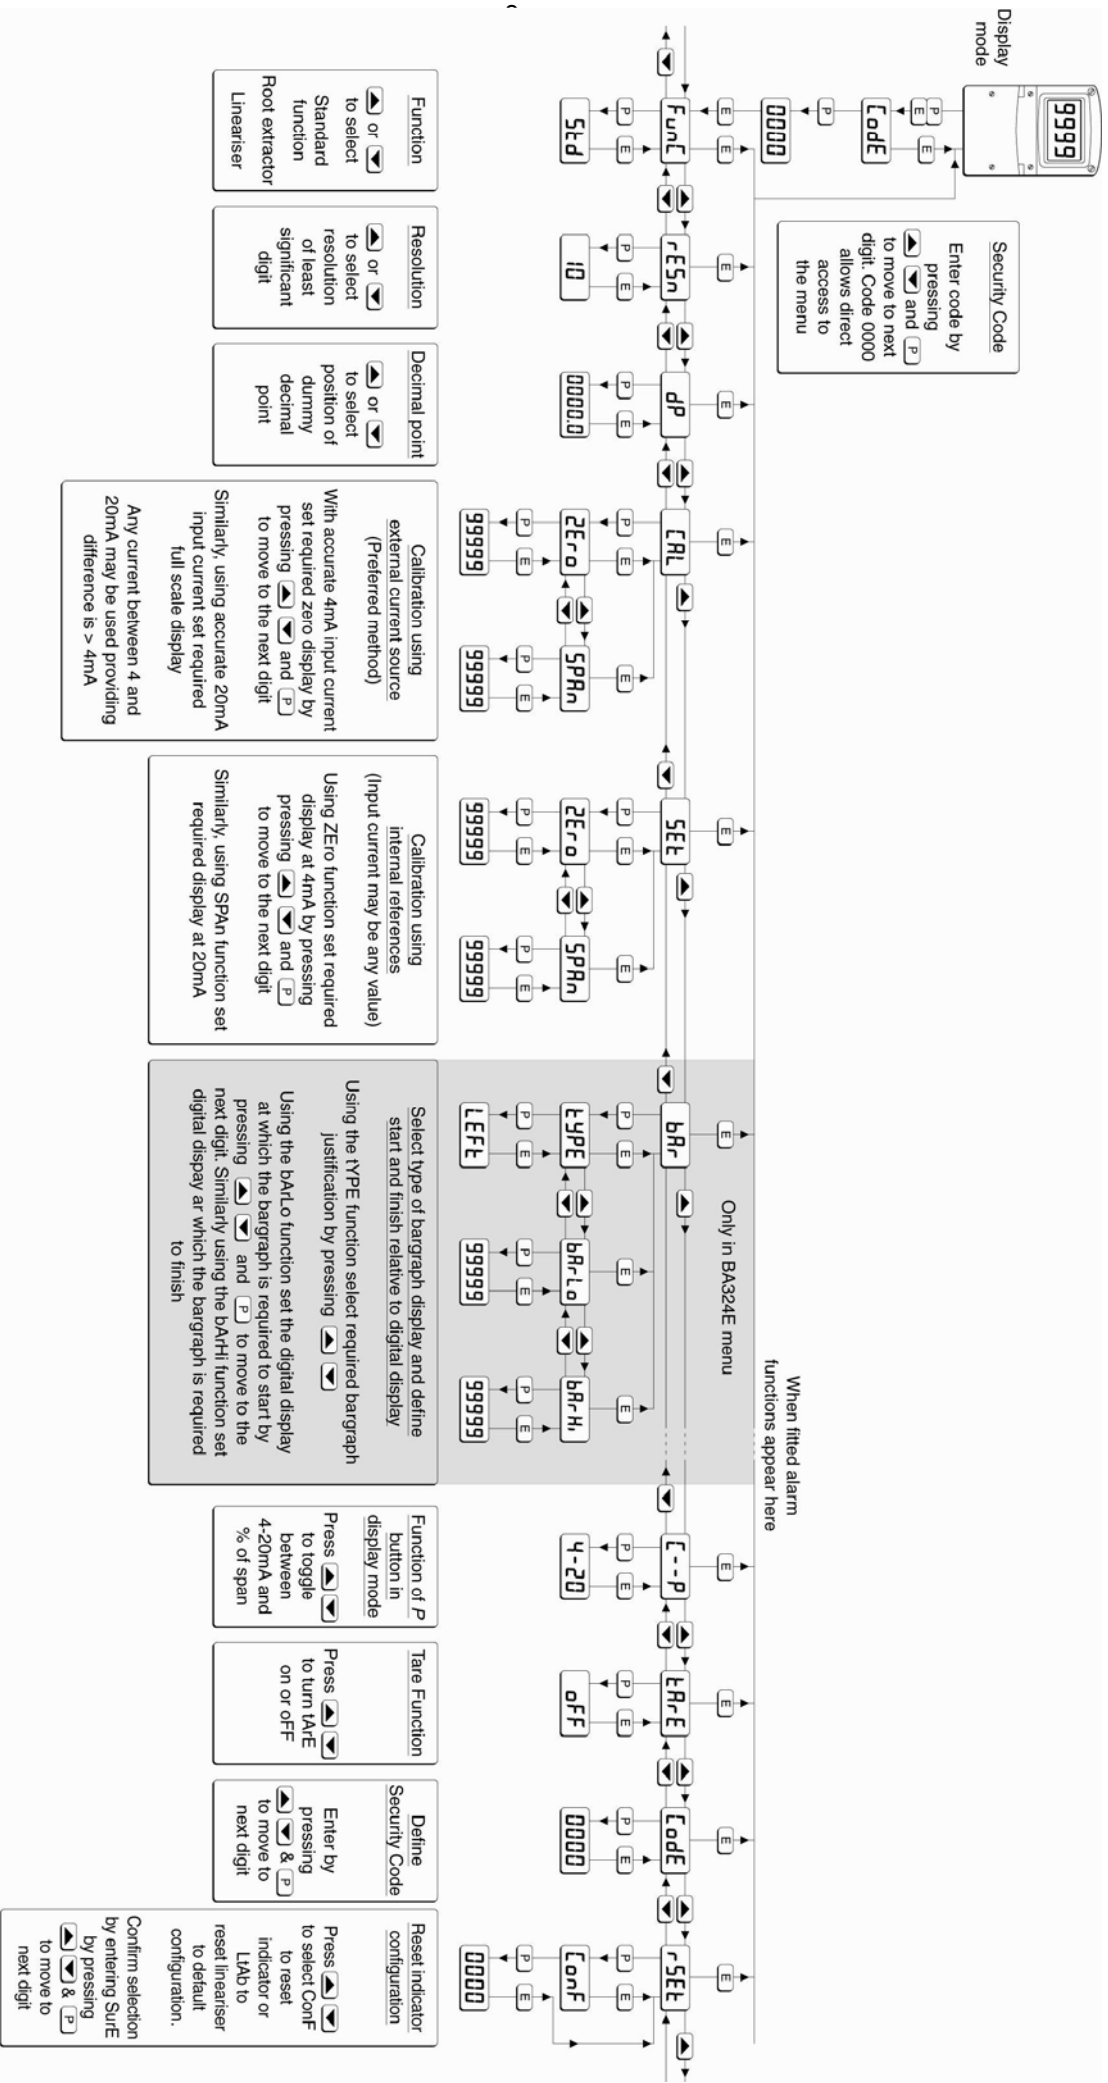 Display
mode
9999
P
E
E
CodE
P
0000
E
E
Security Code
Enter code by
pressing
▲ ▼ and P
to move to next
digit. Code 0000
allows direct
access to
the menu
FunC
P
E
Std
Function
▲ or ▼
to select
Standard
function
Root extractor
Lineariser
E
rESn
P
E
10
Resolution
▲ or ▼
to select
resolution
of least
significant
digit
E
dP
P
E
0000.0
Decimal point
▲ or ▼
to select
position of
dummy
decimal
point
E
CAL
P
E
ZEro
P
E
99999
E
SPAn
P
E
99999
Calibration using
external current source
(Preferred method)
With accurate 4mA input current
set required zero display by
pressing ▲ ▼ and P
to move to the next digit
Similarly, using accurate 20mA
input current set required
full scale display
Any current between 4 and
20mA may be used providing
difference is > 4mA
E
SEt
P
E
ZEro
P
E
99999
E
SPAn
P
E
99999
Calibration using
internal references
(Input current may be any value)
Using ZEro function set required
display at 4mA by pressing
pressing ▲ ▼ and P
to move to the next digit
Similarly, using SPAn function set
required display at 20mA
Only in BA324E menu
E
bAr
P
E
tYPE
P
E
LEFt
E
bArLo
P
E
99999
E
bArHi
P
E
99999
Select type of bargraph display and define
start and finish relative to digital display
Using the tYPE function select required bargraph
justification by pressing ▲ ▼
Using the bArLo function set the digital display
at which the bargraph is required to start by
pressing ▲ ▼ and P to move to the
next digit. Similarly using the bArHi function set
digital dispay ar which the bargraph is required
to finish
When fitted alarm
functions appear here
E
C--P
P
E
4-20
Function of P
button in
display mode
Press ▲ ▼
to toggle
between
4-20mA and
% of span
E
tArE
P
E
oFF
Tare Function
Press ▲ ▼
to turn tArE
on or oFF
E
CodE
P
E
0000
Define
Security Code
Enter by
pressing
▲ ▼ & P
to move to
next digit
E
rSEt
P
E
ConF
P
E
0000
Reset indicator
configuration
Press ▲ ▼
to select ConF
to reset
indicator or
LtAb to
reset lineariser
to default
configuration.
Confirm selection
by entering SurE
by pressing
▲ ▼ & P
to move to
next digit